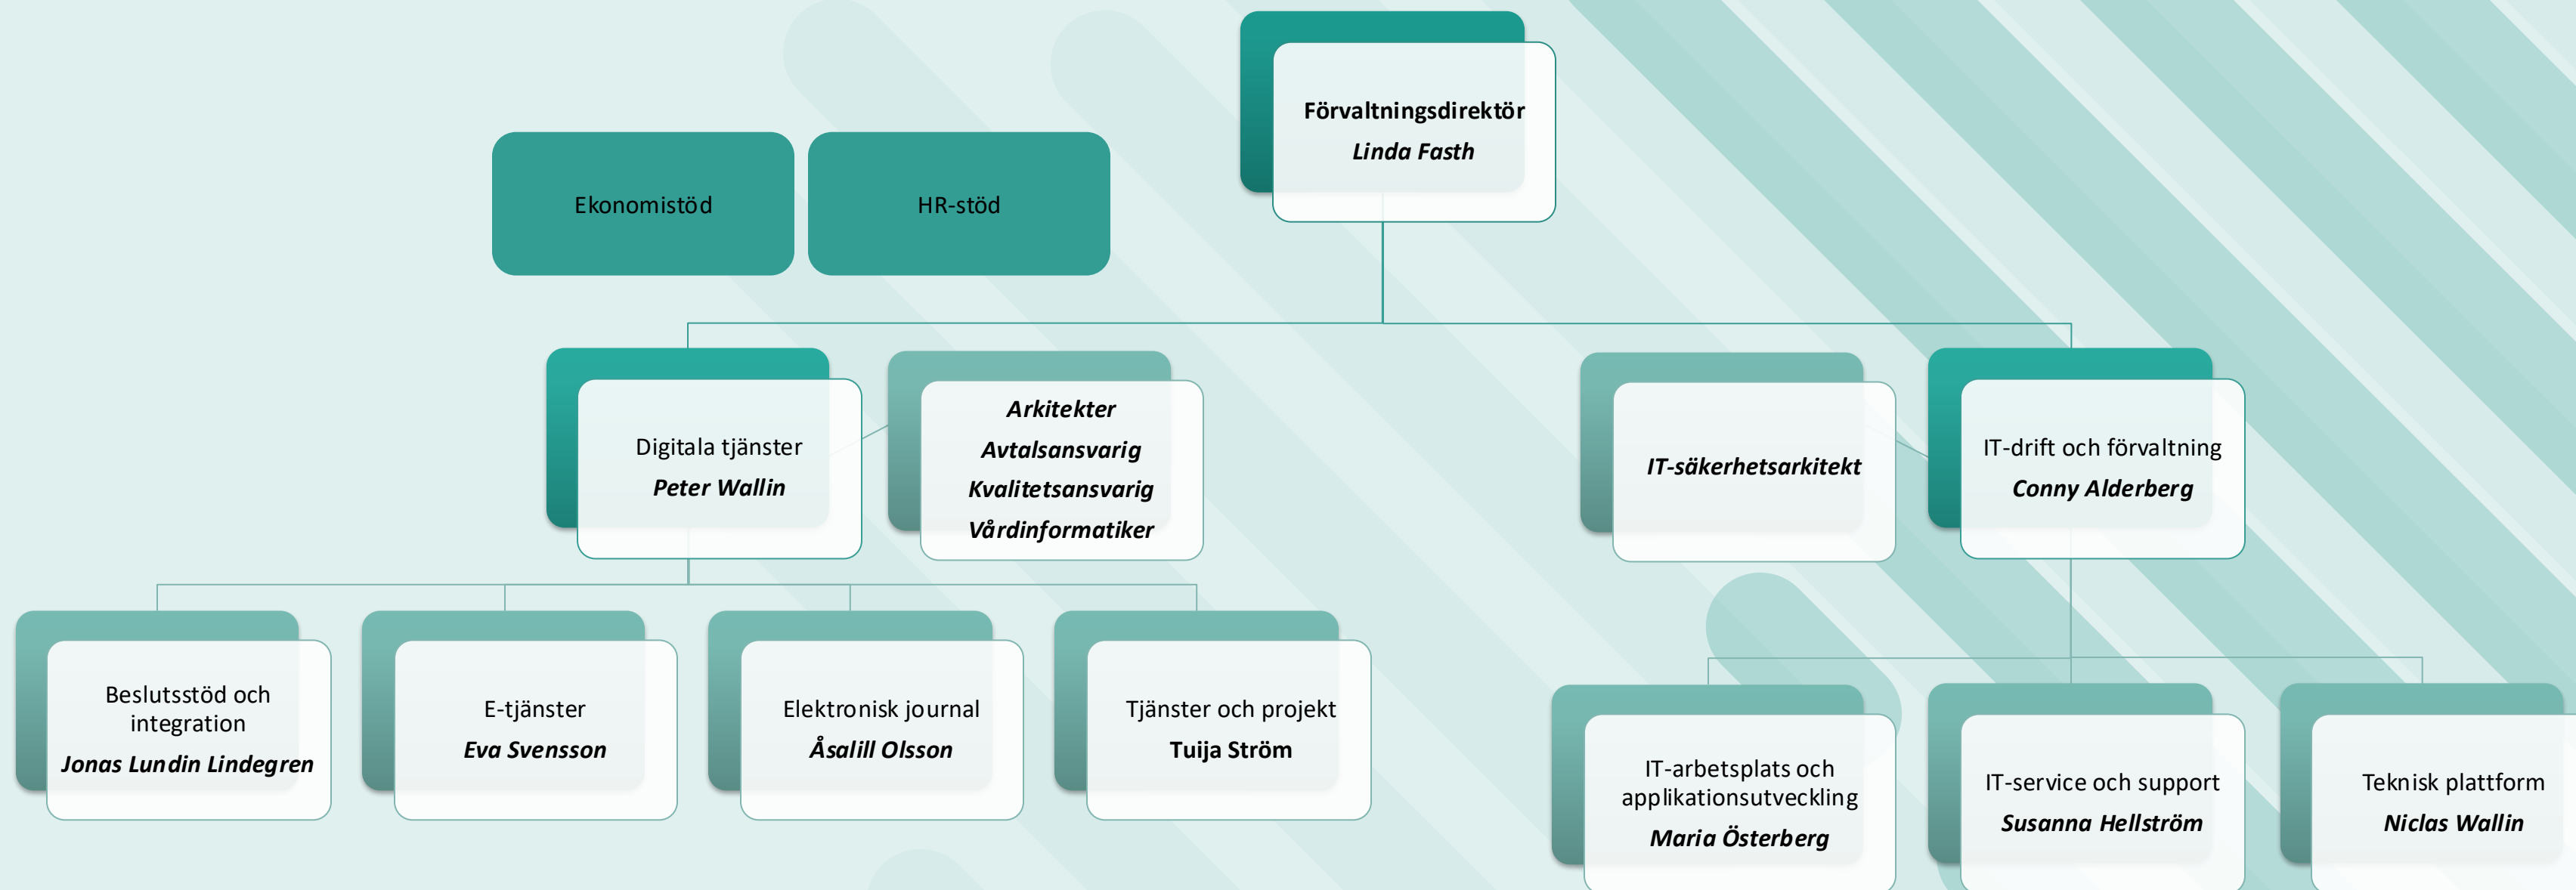 Förvaltningsdirektör
Linda Fasth
Ekonomistöd
HR-stöd
Digitala tjänster
Peter Wallin
Arkitekter
Avtalsansvarig
Kvalitetsansvarig
Vårdinformatiker
IT-säkerhetsarkitekt
IT-drift och förvaltning
Conny Alderberg
Beslutsstöd och
integration
Jonas Lundin Lindegren
E-tjänster
Eva Svensson
Elektronisk journal
Åsalill Olsson
Tjänster och projekt
Tuija Ström
IT-arbetsplats och
applikationsutveckling
Maria Österberg
IT-service och support
Susanna Hellström
Teknisk plattform
Niclas Wallin